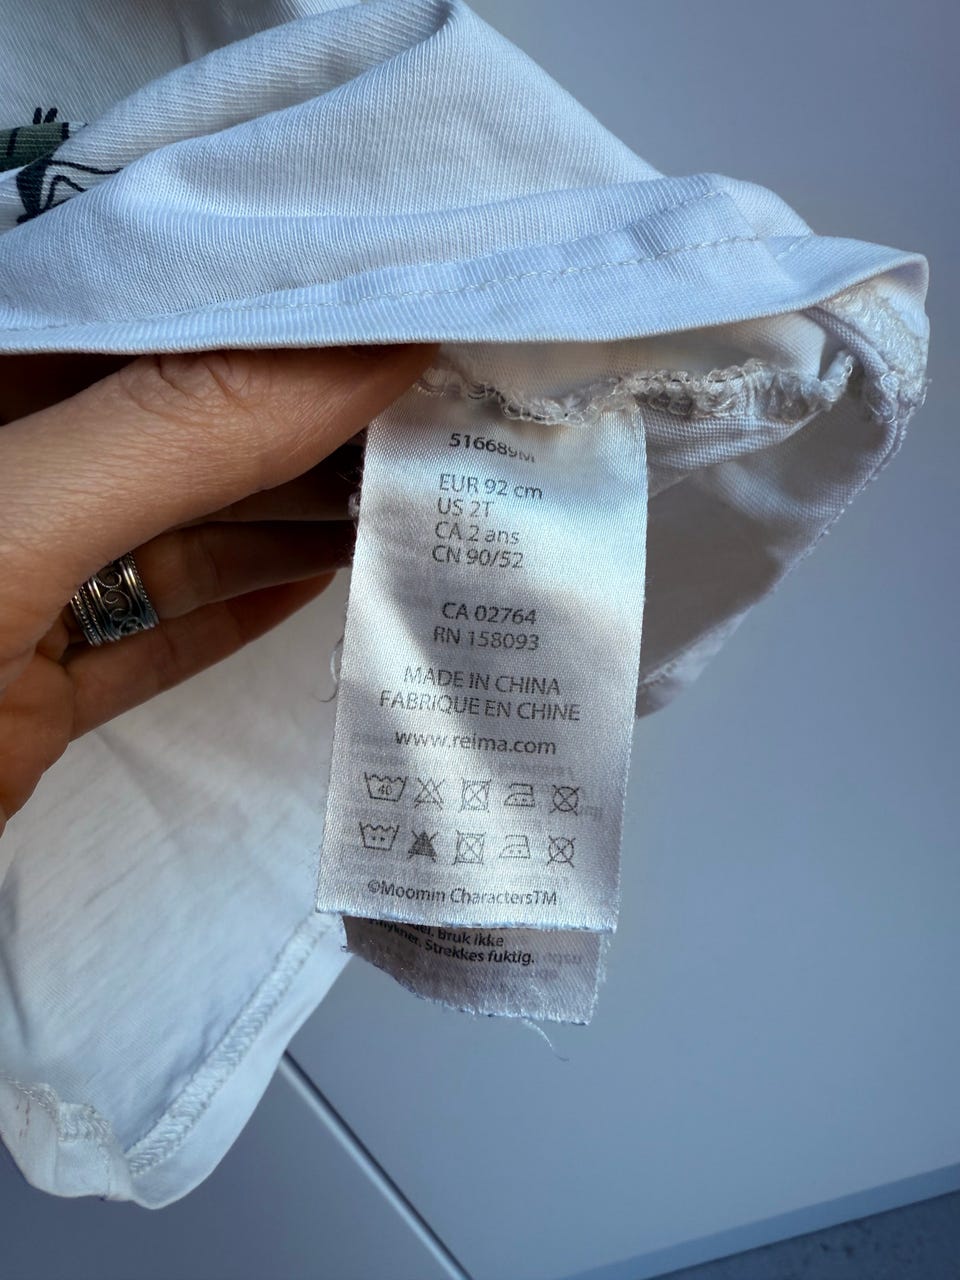 516689M
EUR 92 cm
US 2T
CA 2 ans
CN 90/52
CA 02764
RN 158093
MADE IN CHINA
FABRIQUE EN CHINE
www.reima.com
40
©Moomin Characters™
Bruk ikke
Strekkes fuktig.